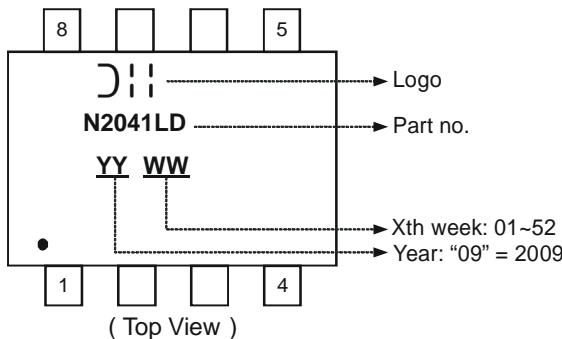 8 5
Logo
N2041LD Part no.
YY WW
Xth week: 01~52
Year: “09” = 2009
1 4
( Top View )